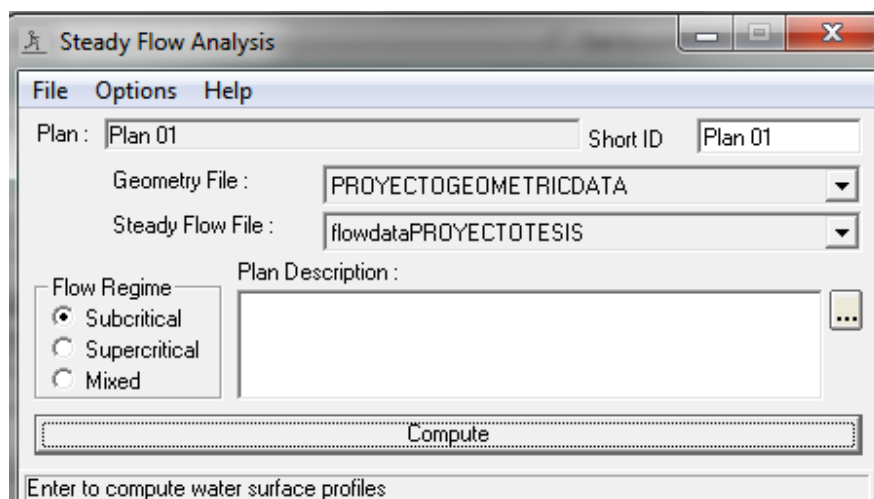 Steady Flow Analysis
File Options Help
Plan : Plan 01 Short ID Plan 01
Geometry File : PROYECTOGEOMETRICDATA
Steady Flow File : flowdataPROYECTOTESIS
Plan Description :
Flow Regime
Subcritical
Supercritical
Mixed
...
Compute
Enter to compute water surface profiles